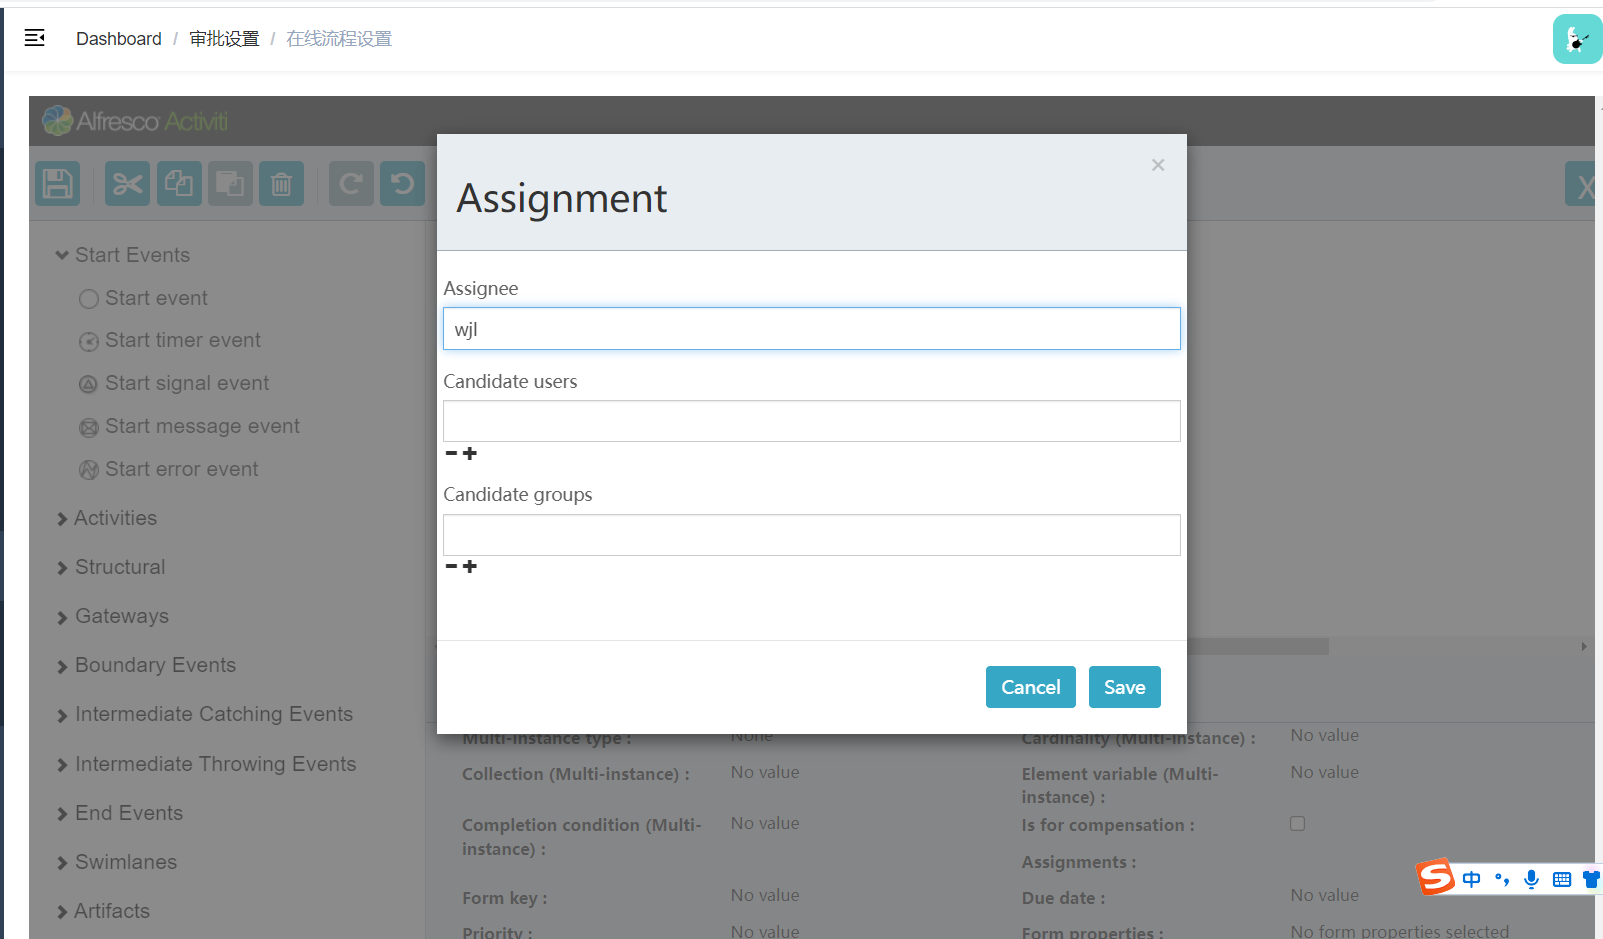 Dashboard / 审批设置 / 在线流程设置
Alfresco Activiti
X
Assignment
×
Assignee
wjl
Candidate users
Candidate groups
Cancel
Save
Start Events
Start event
Start timer event
Start signal event
Start message event
Start error event
Activities
Structural
Gateways
Boundary Events
Intermediate Catching Events
Intermediate Throwing Events
End Events
Swimlanes
Artifacts
Multi-instance type : None
Cardinality (Multi-instance) : No value
Collection (Multi-instance) : No value
Element variable (Multi-
instance) : No value
Completion condition (Multi-
instance) : No value
Is for compensation :
Assignments :
Form key : No value
Due date : No value
Priority : No value
Form properties : No form properties selected
S 中